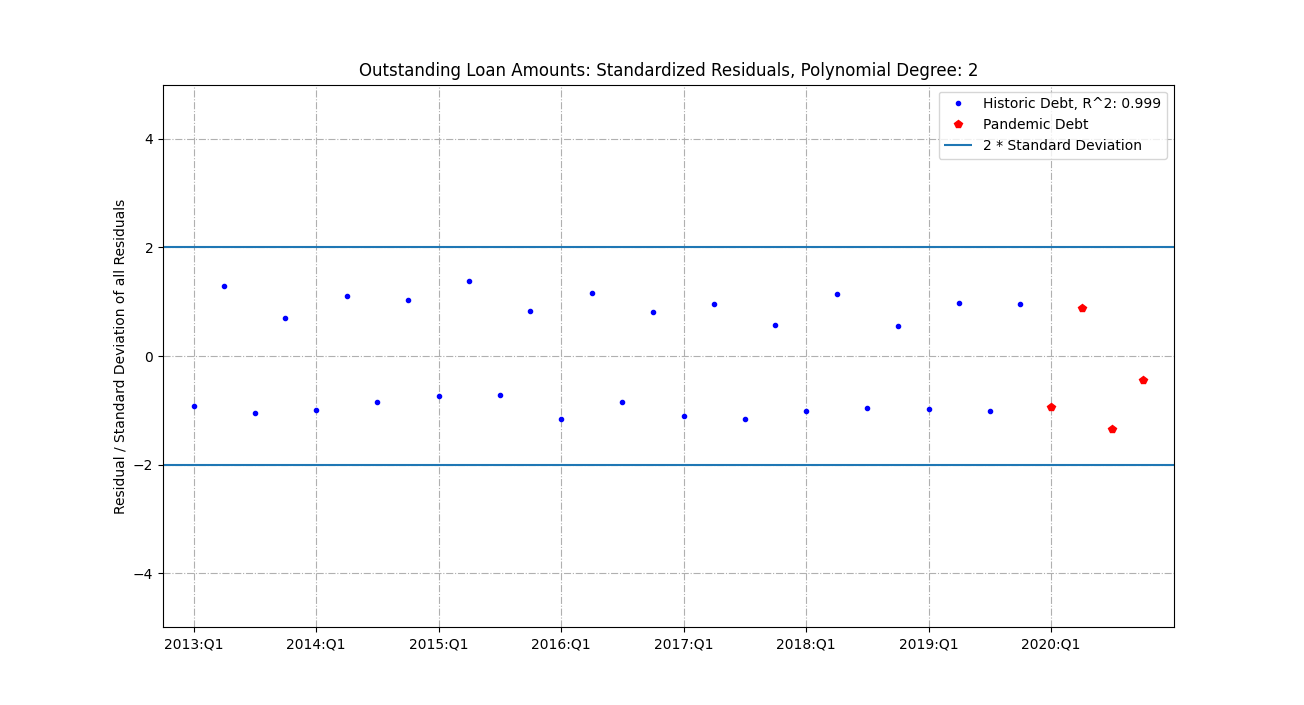 Outstanding Loan Amounts: Standardized Residuals, Polynomial Degree: 2
Historic Debt, R^2: 0.999
Pandemic Debt
2 * Standard Deviation
Residual / Standard Deviation of all Residuals
4
2
0
−2
−4
2013:Q1
2014:Q1
2015:Q1
2016:Q1
2017:Q1
2018:Q1
2019:Q1
2020:Q1